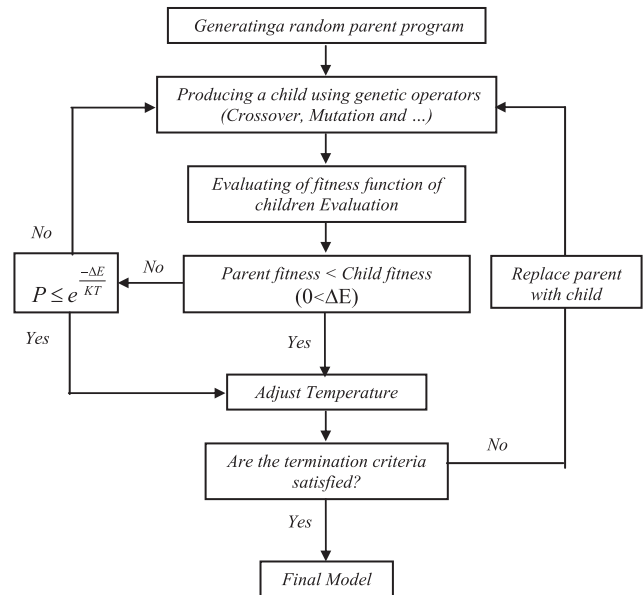 Generatinga random parent program
Producing a child using genetic operators
(Crossover, Mutation and ...)
Evaluating of fitness function of
children Evaluation
No
P ≤ e^{-ΔE/KT}
No
Parent fitness < Child fitness
(0<ΔE)
Replace parent
with child
Yes
Yes
Adjust Temperature
No
Are the termination criteria
satisfied?
Yes
Final Model